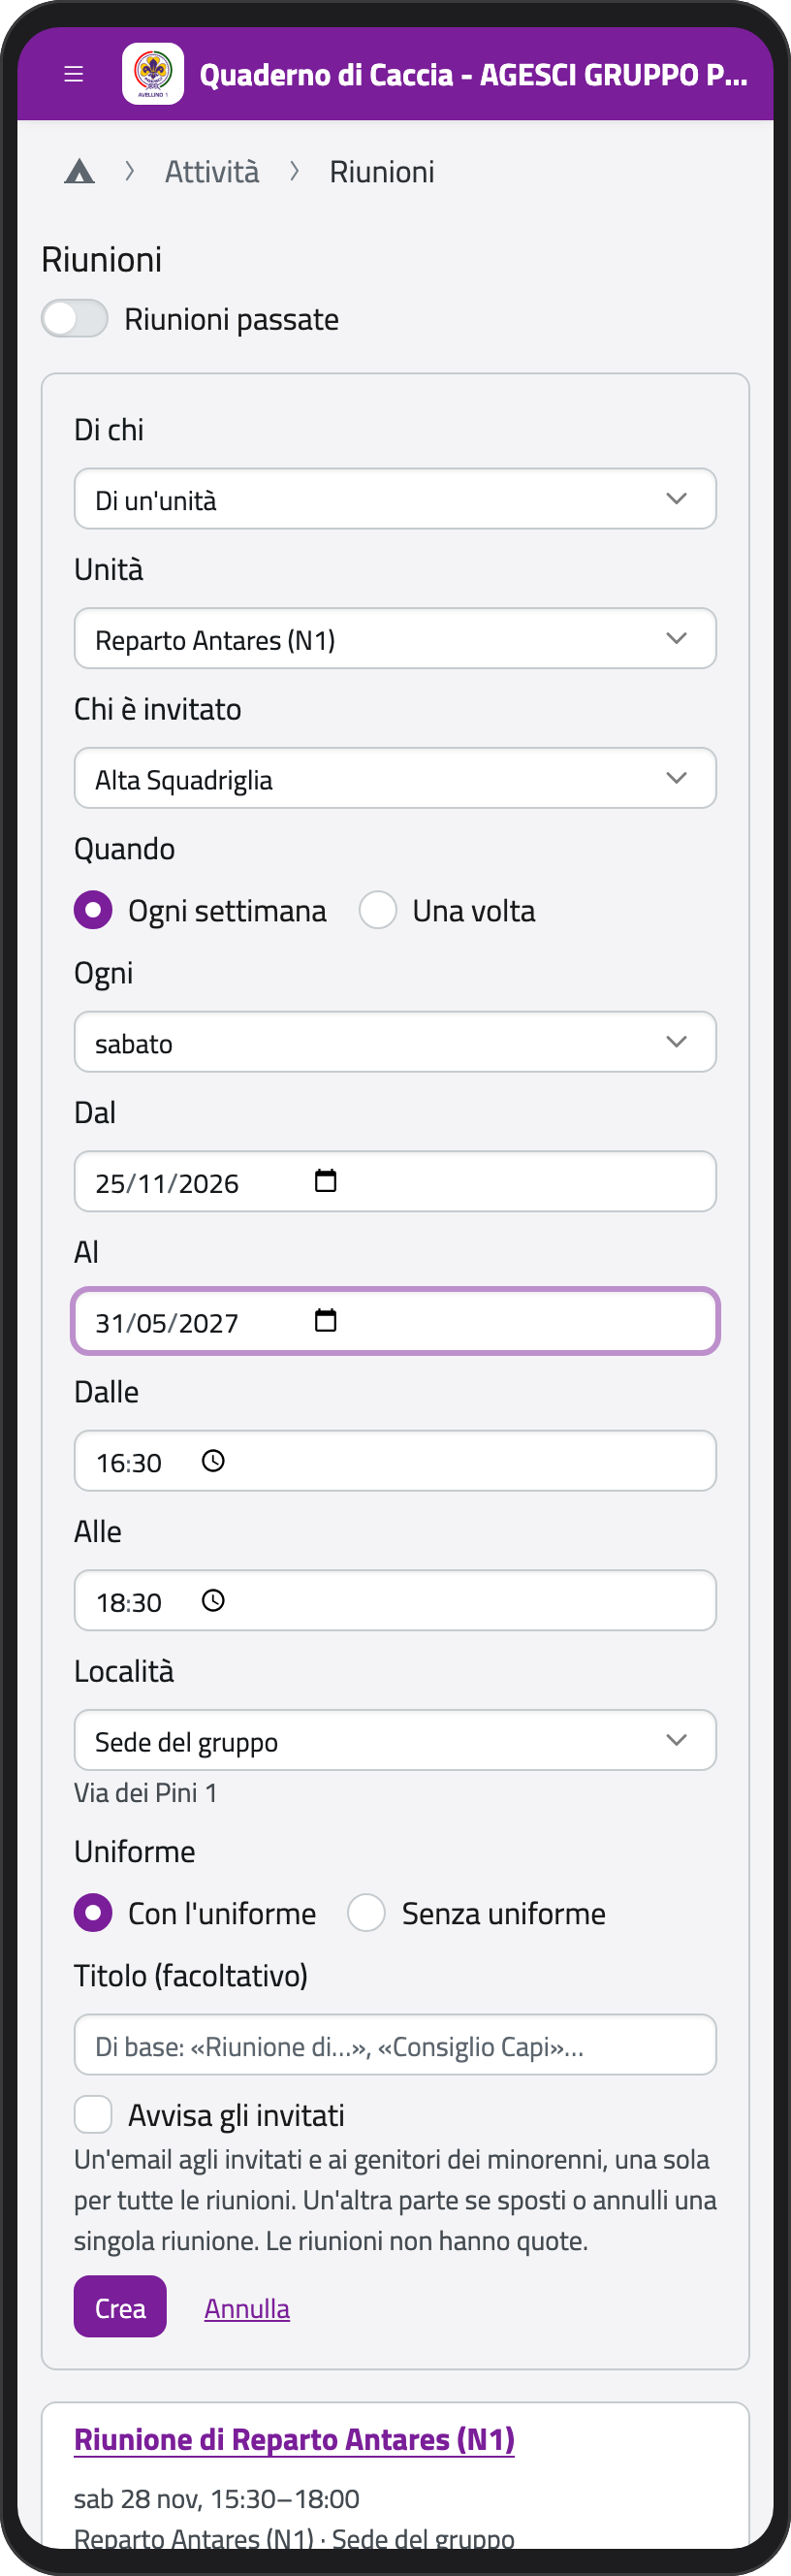 AVELLINO 1
Quaderno di Caccia - AGESCI GRUPPO P...
Attività
Riunioni
Riunioni
Riunioni passate
Di chi
Di un'unità
Unità
Reparto Antares (N1)
Chi è invitato
Alta Squadriglia
Quando
Ogni settimana Una volta
Ogni
sabato
Dal
25/11/2026
Al
31/05/2027
Dalle
16:30
Alle
18:30
Località
Sede del gruppo
Via dei Pini 1
Uniforme
Con l'uniforme Senza uniforme
Titolo (facoltativo)
Di base: «Riunione di...», «Consiglio Capi»...
Avvisa gli invitati
Un'email agli invitati e ai genitori dei minorenni, una sola
per tutte le riunioni. Un'altra parte se sposti o annulli una
singola riunione. Le riunioni non hanno quote.
Crea Annulla
Riunione di Reparto Antares (N1)
sab 28 nov, 15:30–18:00
Reparto Antares (N1) · Sede del gruppo